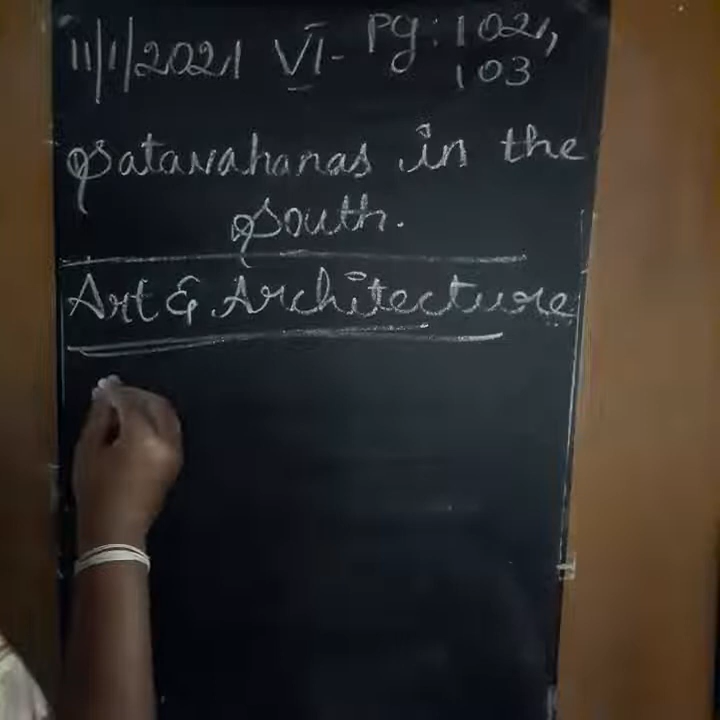 11/1/2021 VI- Pg: 102,
103
Satavahanas in the
South.
Art & Architecture